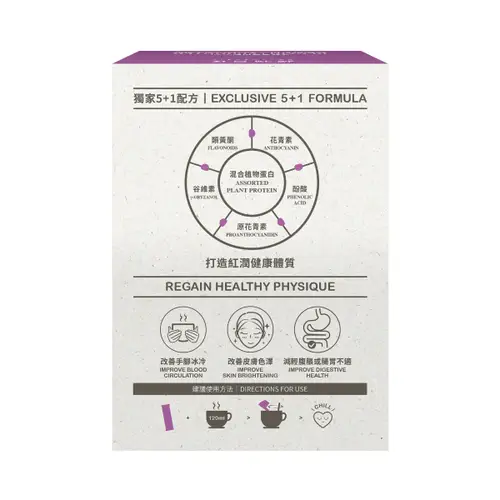 獨家5+1配方 | EXCLUSIVE 5+1 FORMULA
類黃酮
FLAVONOIDS
花青素
ANTHOCYANIN
混合植物蛋白
ASSORTED
PLANT PROTEIN
谷維素
γ-ORYZANOL
酚酸
PHENOLIC
ACID
原花青素
PROANTHOCYANIDIN
打造紅潤健康體質
REGAIN HEALTHY PHYSIQUE
改善手腳冰冷
IMPROVE BLOOD
CIRCULATION
改善皮膚色澤
IMPROVE
SKIN BRIGHTENING
減輕腹脹或腸胃不適
IMPROVE DIGESTIVE
HEALTH
建議使用方法 | DIRECTIONS FOR USE
120ml
I CHILL!